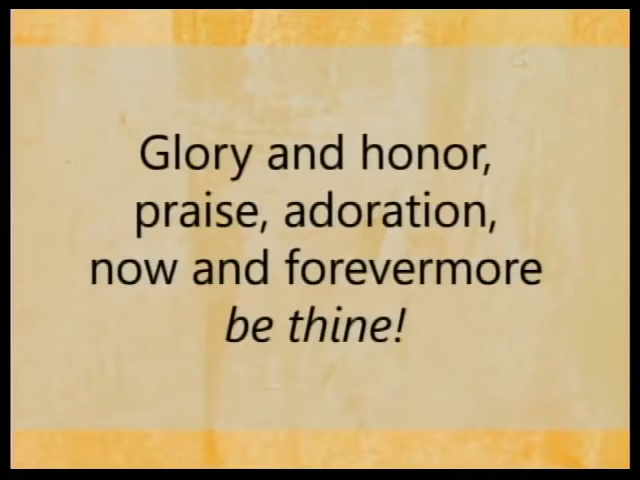 Glory and honor,
praise, adoration,
now and forevermore
be thine!